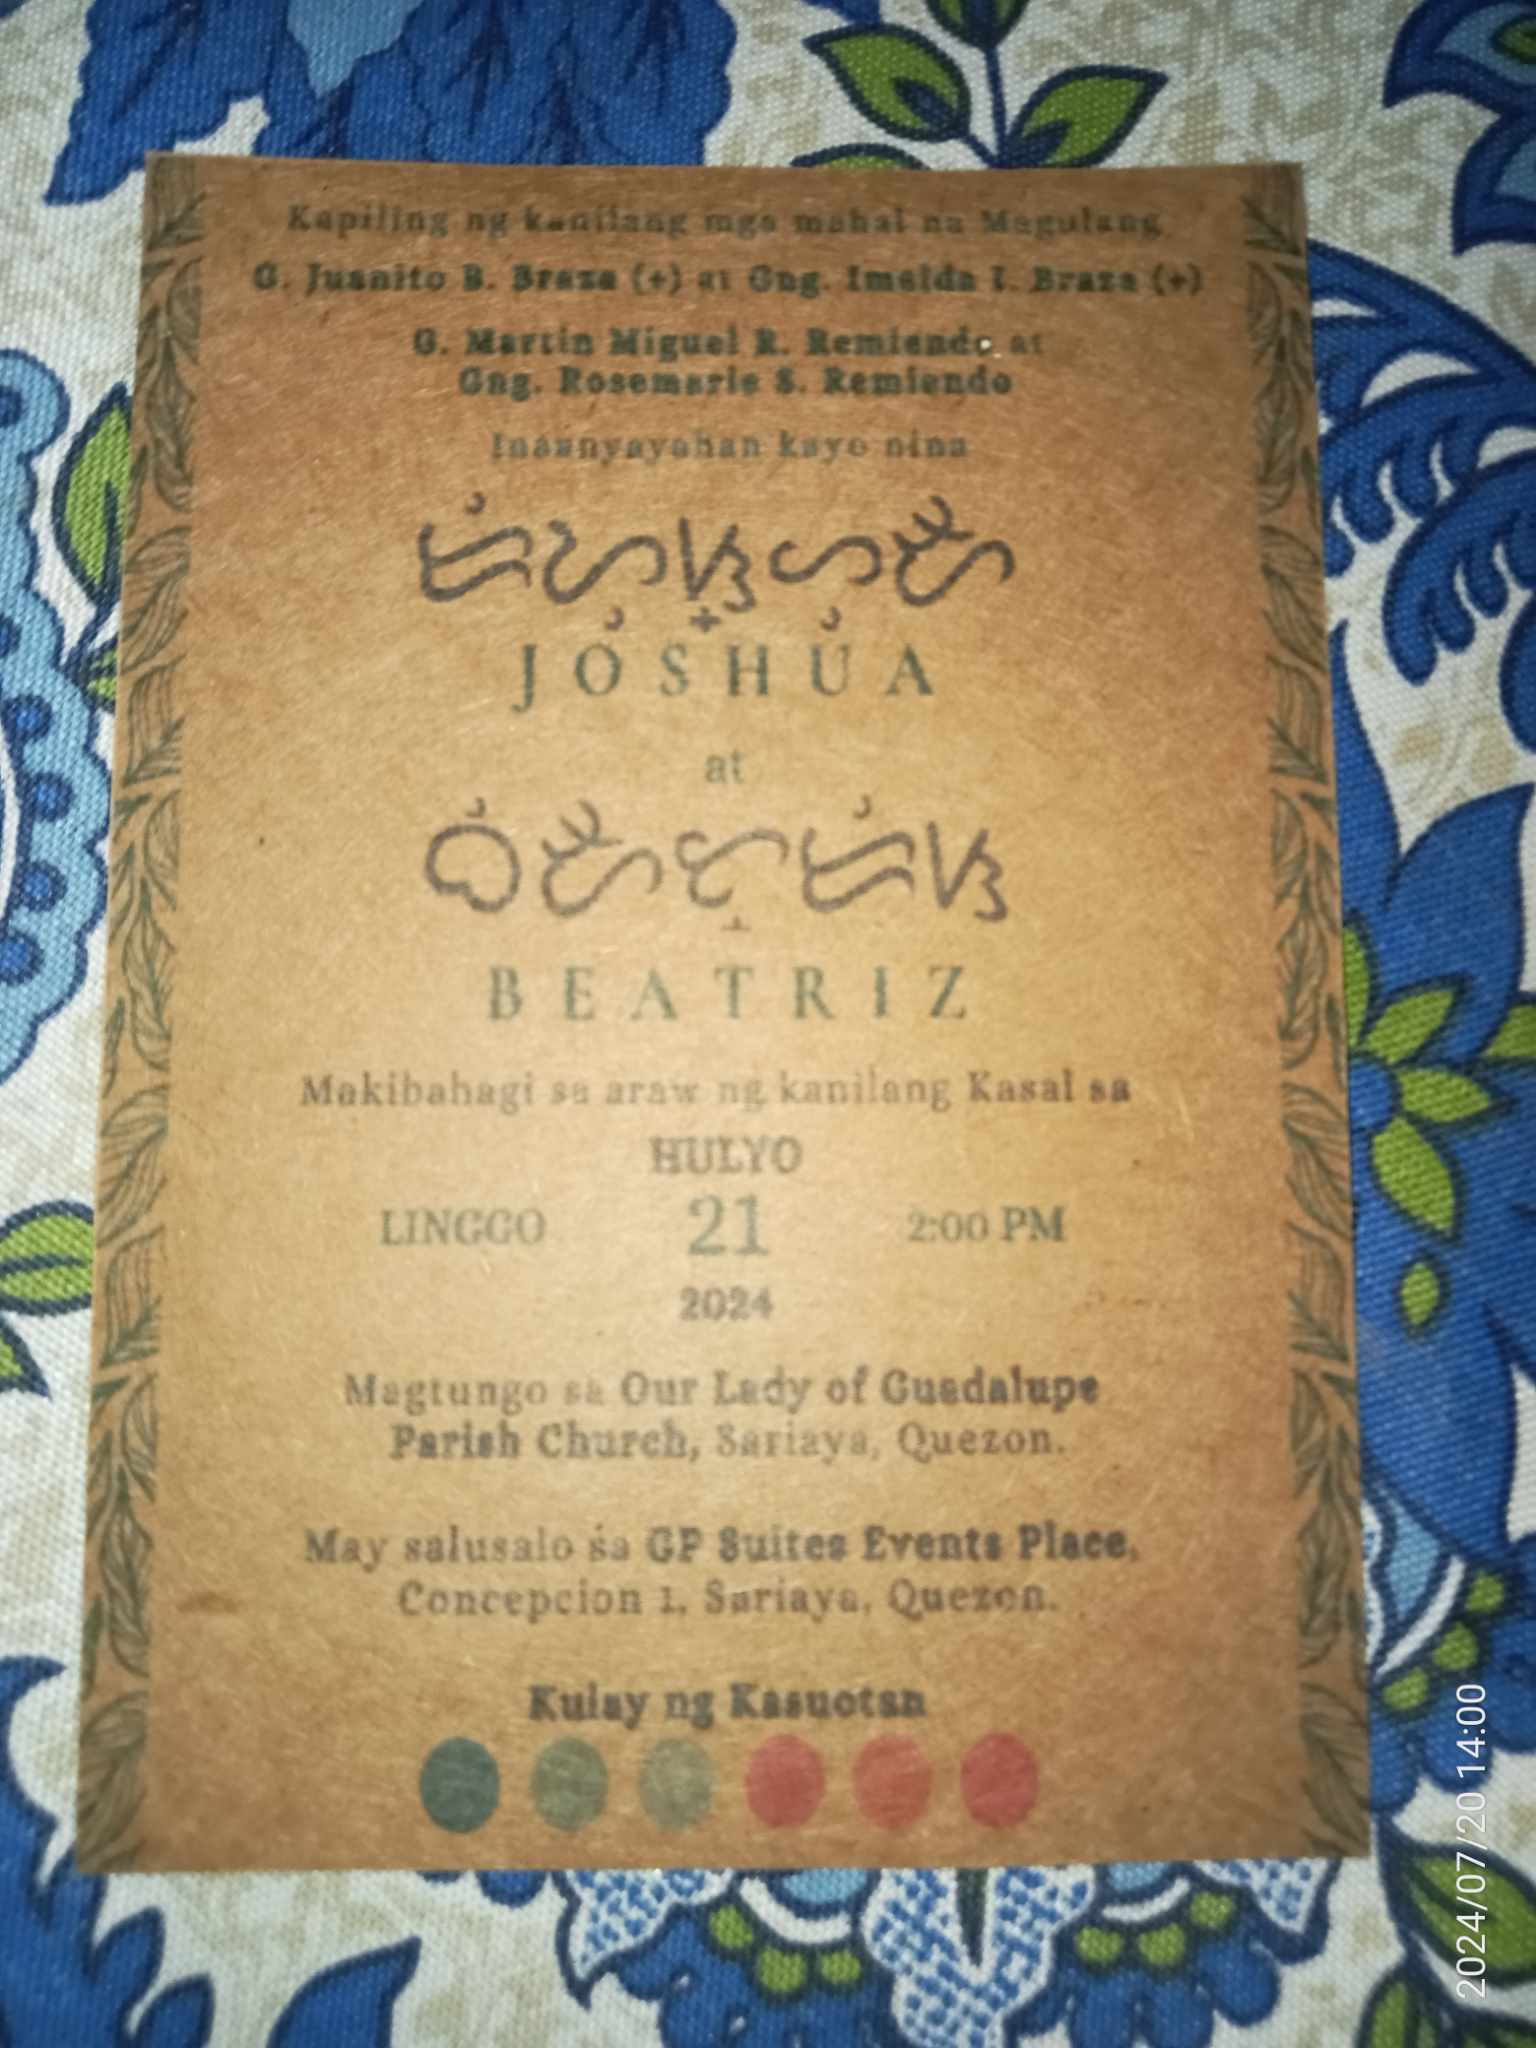 Kapiling ng kanilang mga mahal na Magulang
G. Juanito B. Braza (+) at Gng. Imelda I. Braza (+)
G. Martin Miguel R. Remiendo at
Gng. Rosemarie S. Remiendo
Inaanyayahan kayo nina
ᜇᜒᜌᜓᜐ᜔ᜑᜓᜀ
JOSHUA
at
ᜊᜒᜀᜆ᜔ᜇᜒᜐ
BEATRIZ
Makibahagi sa araw ng kanilang Kasal sa
HULYO
LINGGO 21 2:00 PM
2024
Magtungo sa Our Lady of Guadalupe
Parish Church, Sariaya, Quezon.
May salusalo sa GP Suites Events Place,
Concepcion 1, Sariaya, Quezon.
Kulay ng Kasuotan
2024/07/20 14:00